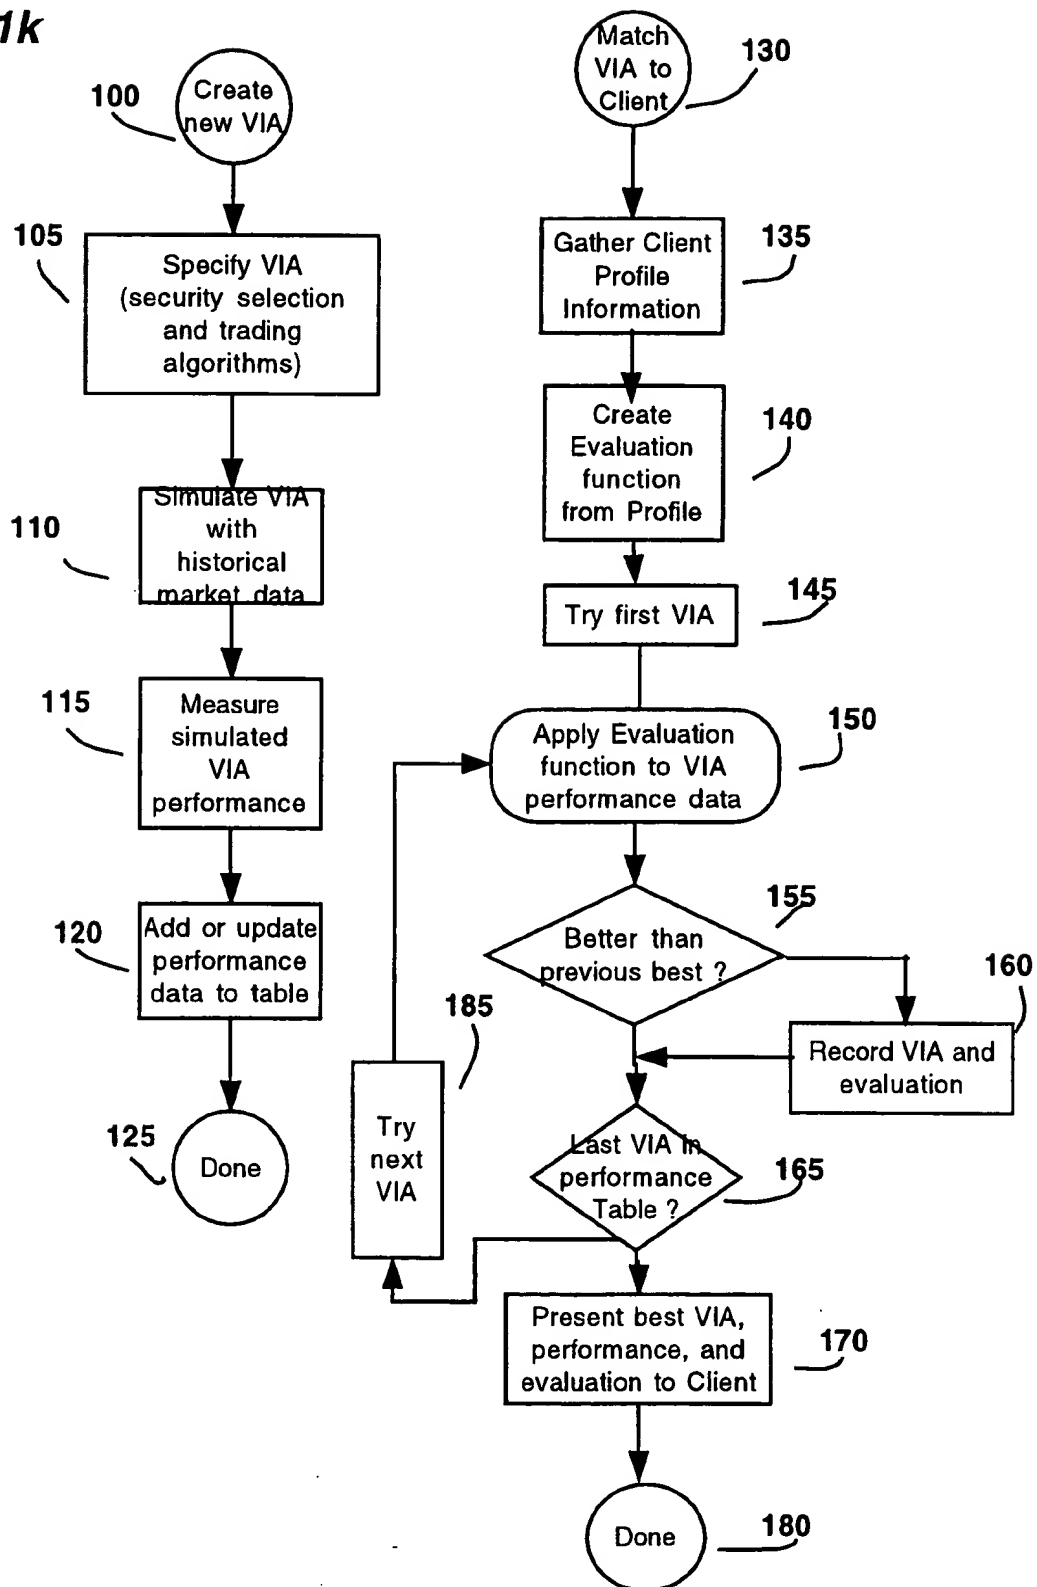 1k
100
Create
new VIA
105
Specify VIA
(security selection
and trading
algorithms)
110
Simulate VIA
with
historical
market data
115
Measure
simulated
VIA
performance
120
Add or update
performance
data to table
125
Done
Match
VIA to
Client
130
Gather Client
Profile
Information
135
Create
Evaluation
function
from Profile
140
Try first VIA
145
Apply Evaluation
function to VIA
performance data
150
Better than
previous best ?
155
Record VIA and
evaluation
160
Try
next
VIA
185
Last VIA in
performance
Table ?
165
Present best VIA,
performance, and
evaluation to Client
170
Done
180